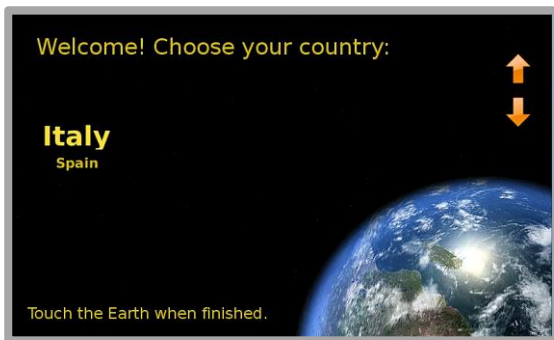 Welcome! Choose your country:
Italy
Spain
Touch the Earth when finished.